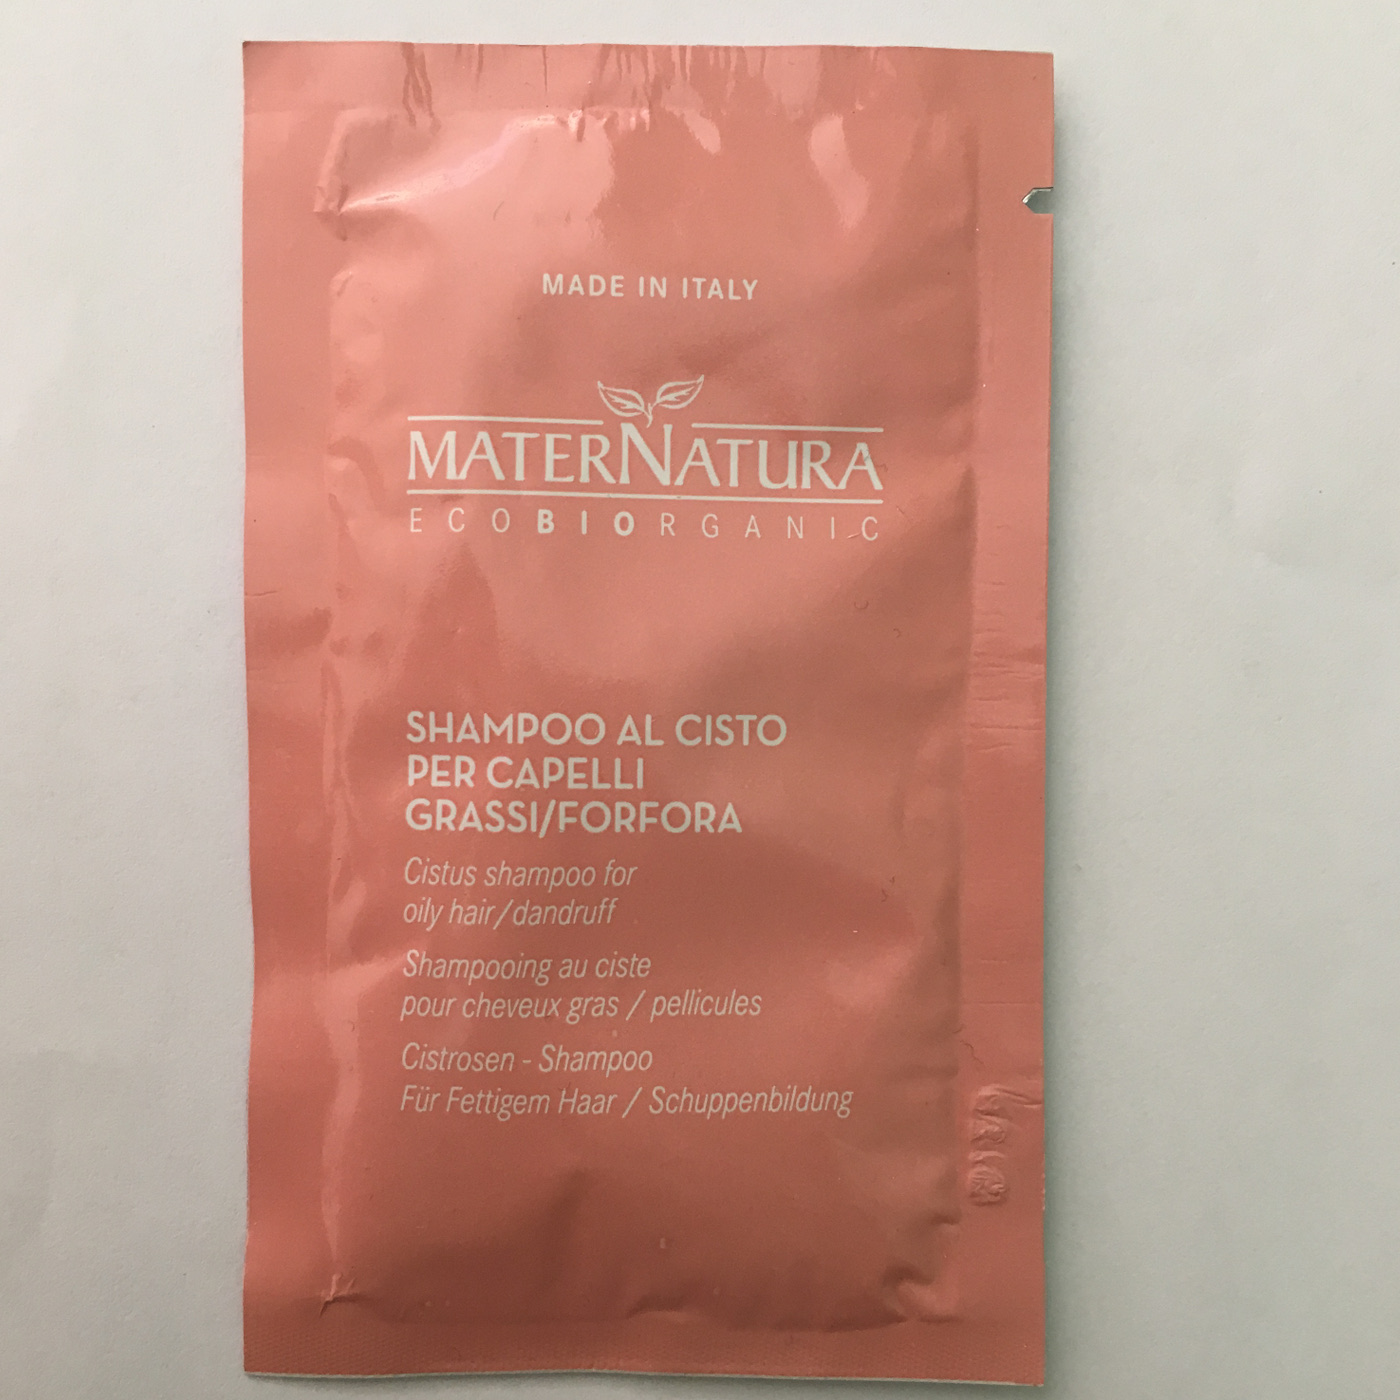 MADE IN ITALY
MATERNATURA
ECOBIORGANIC
SHAMPOO AL CISTO
PER CAPELLI
GRASSI/FORFORA
Cistus shampoo for
oily hair/dandruff
Shampooing au ciste
pour cheveux gras / pellicules
Cistrosen - Shampoo
Für Fettigem Haar / Schuppenbildung